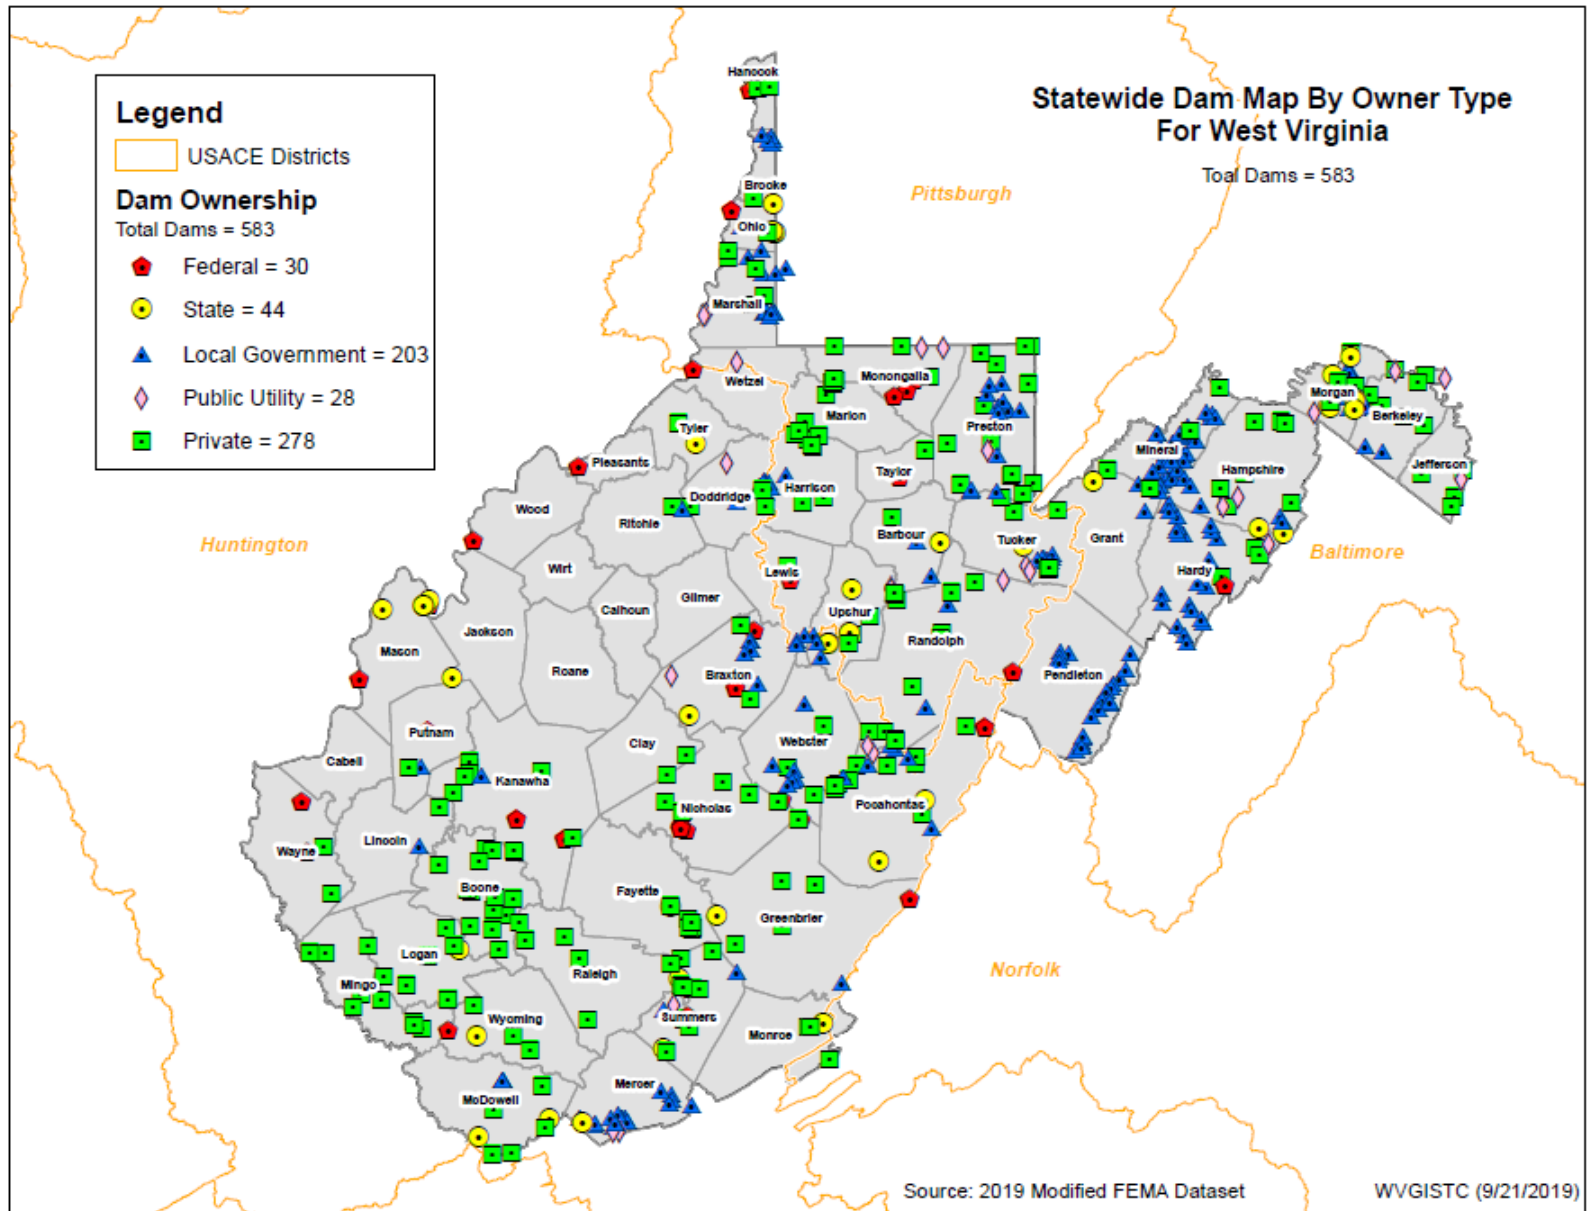 Legend
USACE Districts
Dam Ownership
Total Dams = 583
Federal = 30
State = 44
Local Government = 203
Public Utility = 28
Private = 278
Statewide Dam Map By Owner Type
For West Virginia
Toal Dams = 583
Pittsburgh
Huntington
Baltimore
Norfolk
Hancock
Brooke
Ohio
Marshall
Wetzel
Monongalia
Marion
Preston
Morgan
Berkeley
Jefferson
Tyler
Pleasants
Mineral
Hampshire
Taylor
Doddridge
Harrison
Wood
Ritchie
Barbour
Tucker
Grant
Wirt
Lewis
Hardy
Calhoun
Gilmer
Upshur
Jackson
Randolph
Mason
Roane
Braxton
Pendleton
Putnam
Clay
Webster
Cabell
Kanawha
Nicholas
Pocahontas
Lincoln
Wayne
Boone
Fayette
Greenbrier
Logan
Raleigh
Mingo
Wyoming
Summers
Monroe
Mercer
McDowell
Source: 2019 Modified FEMA Dataset
WVGISTC (9/21/2019)